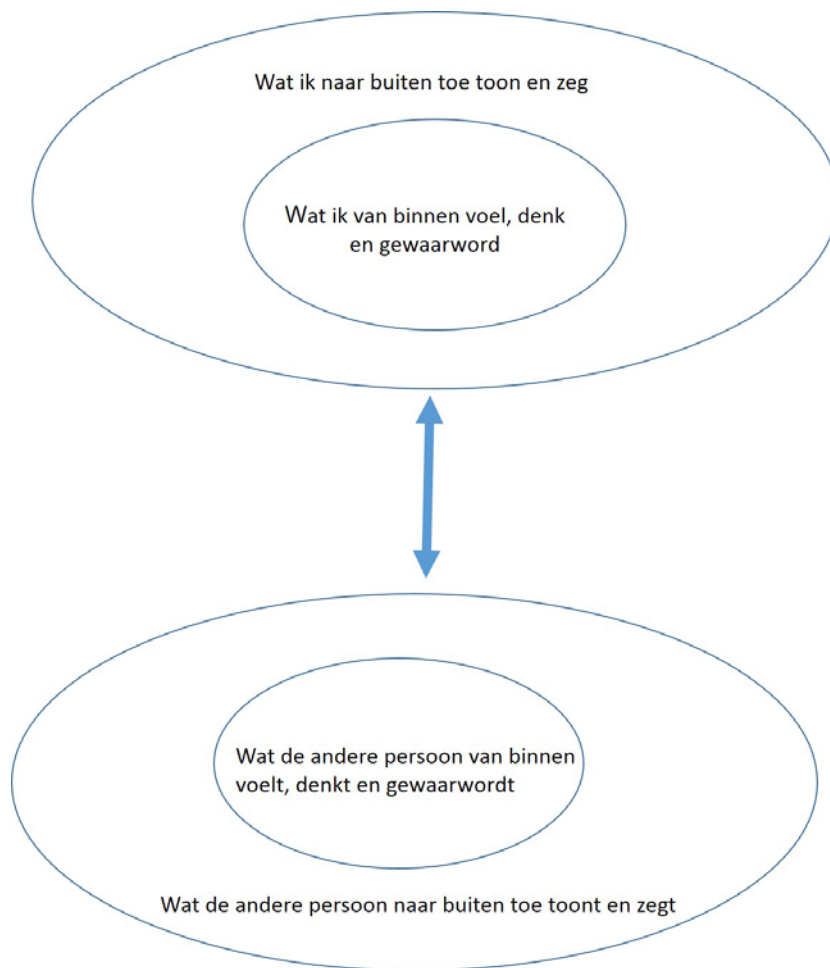 Wat ik naar buiten toe toon en zeg
Wat ik van binnen voel, denk
en gewaarword
Wat de andere persoon van binnen
voelt, denkt en gewaarwordt
Wat de andere persoon naar buiten toe toont en zegt